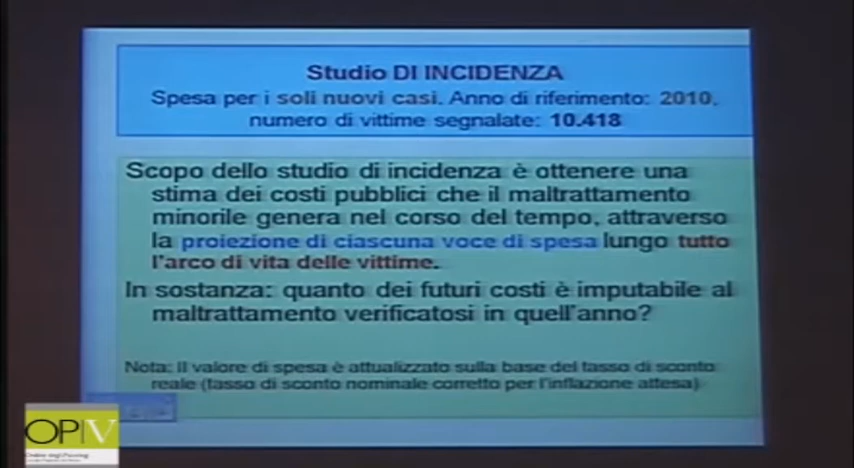 Studio DI INCIDENZA
Spesa per i soli nuovi casi. Anno di riferimento: 2010,
numero di vittime segnalate: 10.418
Scopo dello studio di incidenza è ottenere una
stima dei costi pubblici che il maltrattamento
minorile genera nel corso del tempo, attraverso
la proiezione di ciascuna voce di spesa lungo tutto
l'arco di vita delle vittime.
In sostanza: quanto dei futuri costi è imputabile al
maltrattamento verificatosi in quell'anno?
Nota: Il valore di spesa è attualizzato sulla base del tasso di sconto
reale (tasso di sconto nominale corretto per l'inflazione attesa)
OPV